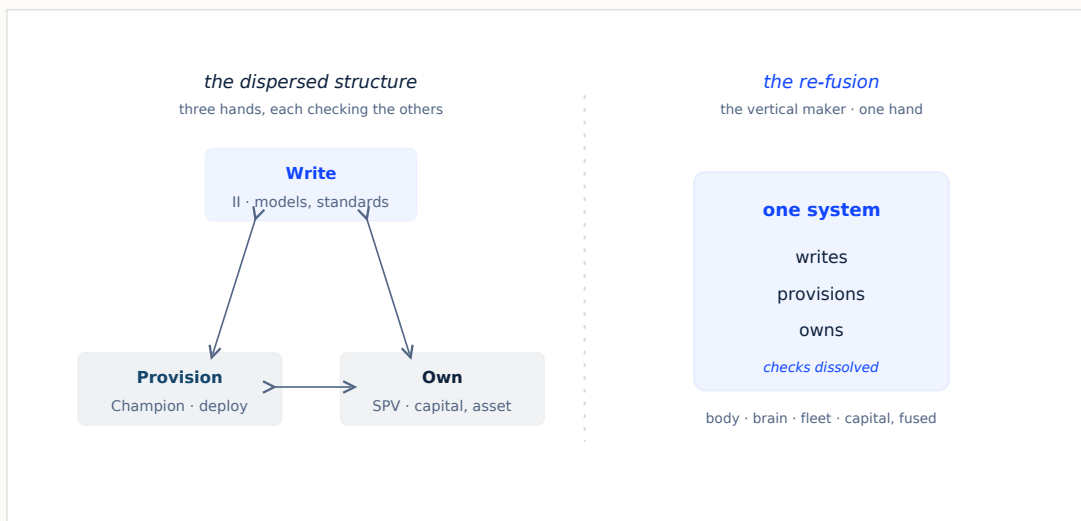 the dispersed structure
three hands, each checking the others
Write
II · models, standards
Provision
Champion · deploy
Own
SPV · capital, asset
the re-fusion
the vertical maker · one hand
one system
writes
provisions
owns
checks dissolved
body · brain · fleet · capital, fused